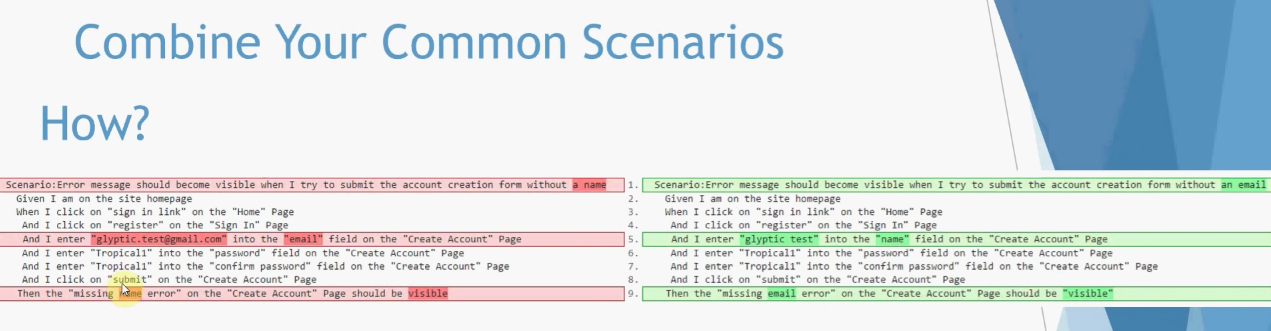 Combine Your Common Scenarios
How?
Scenario:Error message should become visible when I try to submit the account creation form without a name
Given I am on the site homepage
When I click on "sign in link" on the "Home" Page
And I click on "register" on the "Sign In" Page
And I enter "glyptic.test@gmail.com" into the "email" field on the "Create Account" Page
And I enter "Tropical1" into the "password" field on the "Create Account" Page
And I enter "Tropical1" into the "confirm password" field on the "Create Account" Page
And I click on "submit" on the "Create Account" Page
Then the "missing name error" on the "Create Account" Page should be visible
1. Scenario:Error message should become visible when I try to submit the account creation form without an email
2. Given I am on the site homepage
3. When I click on "sign in link" on the "Home" Page
4. And I click on "register" on the "Sign In" Page
5. And I enter "glyptic test" into the "name" field on the "Create Account" Page
6. And I enter "Tropical1" into the "password" field on the "Create Account" Page
7. And I enter "Tropical1" into the "confirm password" field on the "Create Account" Page
8. And I click on "submit" on the "Create Account" Page
9. Then the "missing email error" on the "Create Account" Page should be "visible"